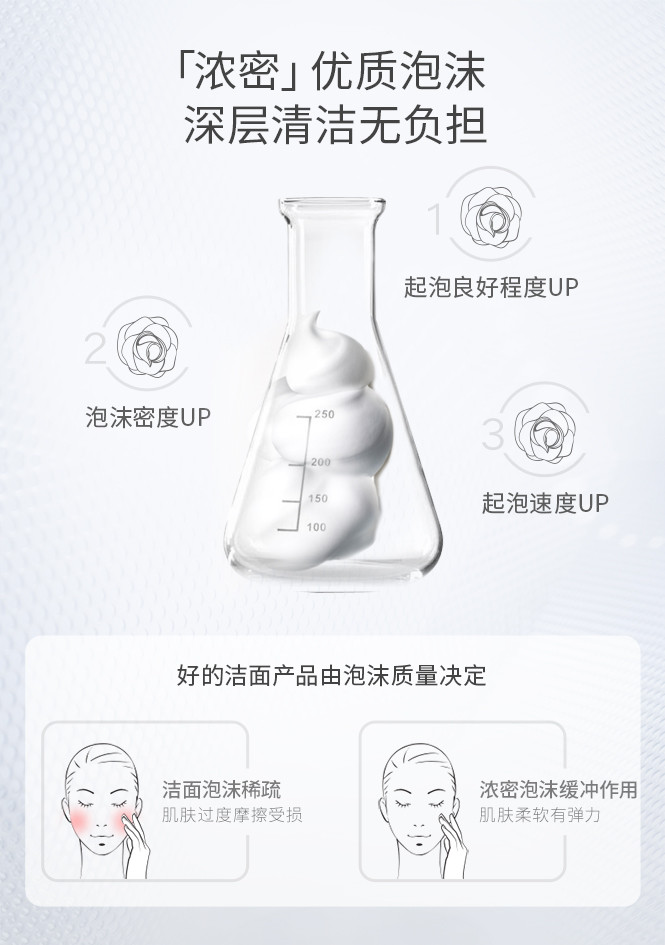 「浓密」优质泡沫
深层清洁无负担
1
起泡良好程度UP
2
泡沫密度UP
3
起泡速度UP
250
200
150
100
好的洁面产品由泡沫质量决定
洁面泡沫稀疏
肌肤过度摩擦受损
浓密泡沫缓冲作用
肌肤柔软有弹力